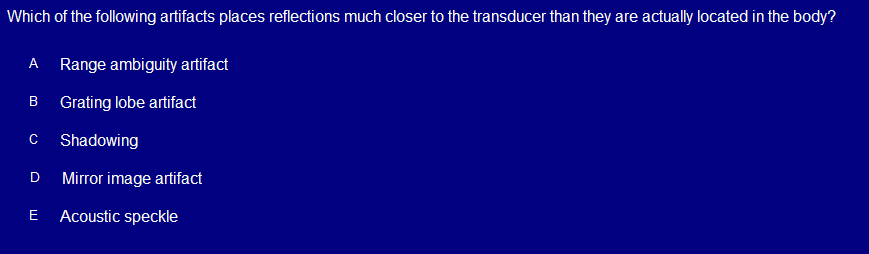 Which of the following artifacts places reflections much closer to the transducer than they are actually located in the body?
A Range ambiguity artifact
B Grating lobe artifact
C Shadowing
D Mirror image artifact
E Acoustic speckle